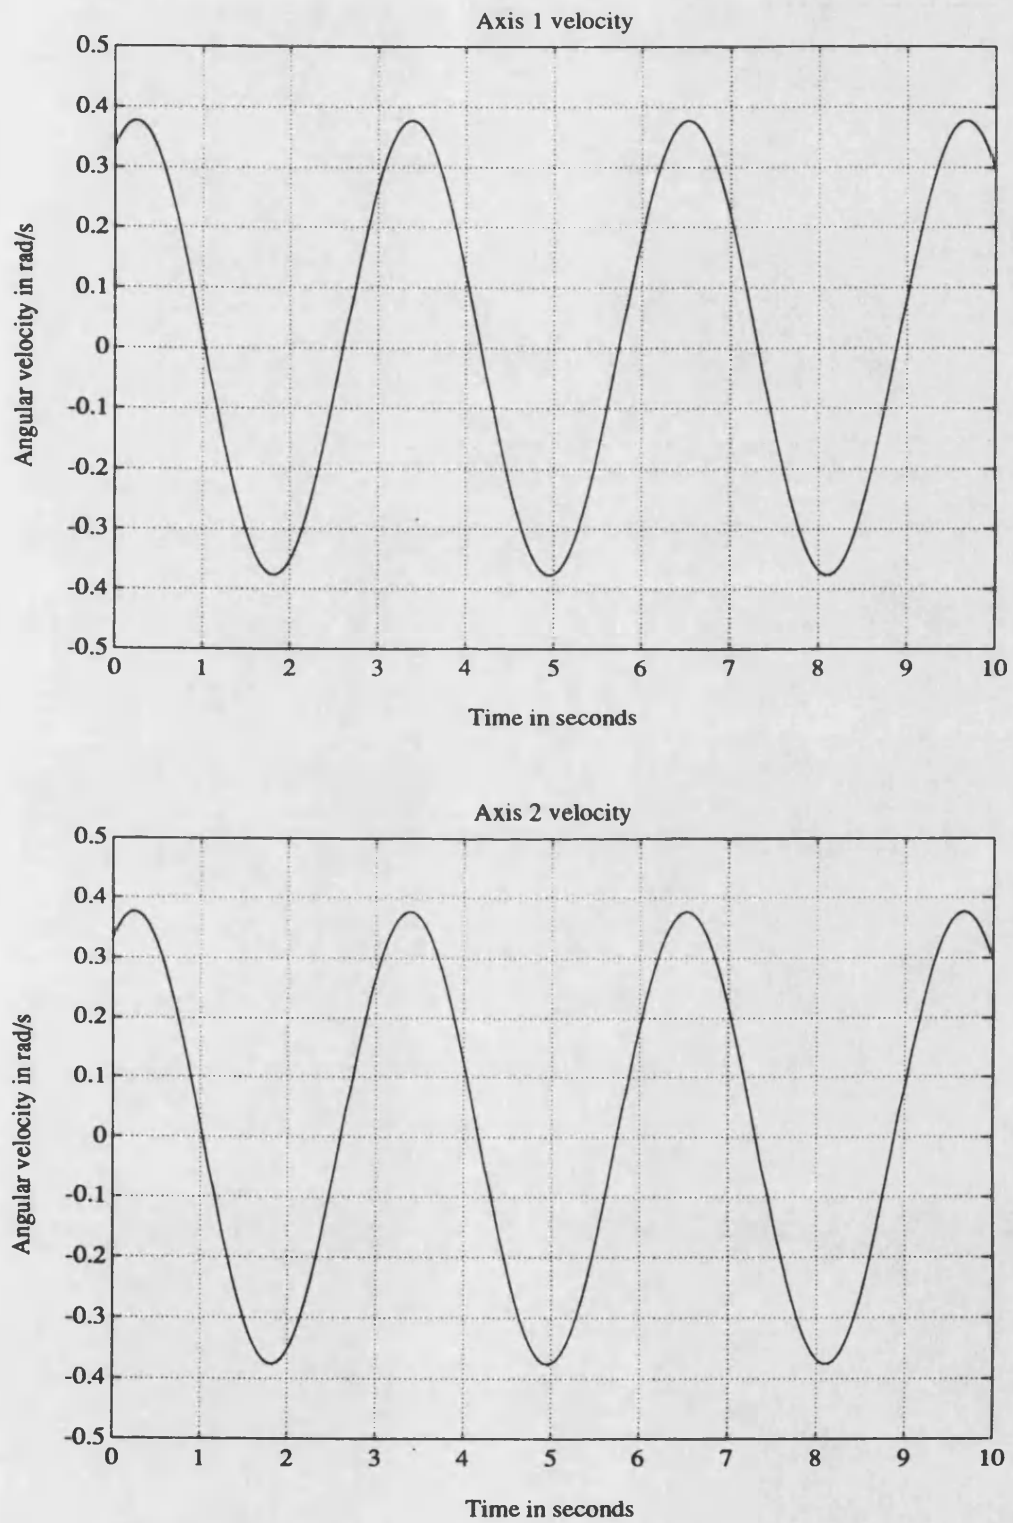 Axis 1 velocity
0.5
0.4
0.3
0.2
0.1
0
-0.1
-0.2
-0.3
-0.4
-0.5
Angular velocity in rad/s
0 1 2 3 4 5 6 7 8 9 10
Time in seconds
Axis 2 velocity
0.5
0.4
0.3
0.2
0.1
0
-0.1
-0.2
-0.3
-0.4
-0.5
Angular velocity in rad/s
0 1 2 3 4 5 6 7 8 9 10
Time in seconds